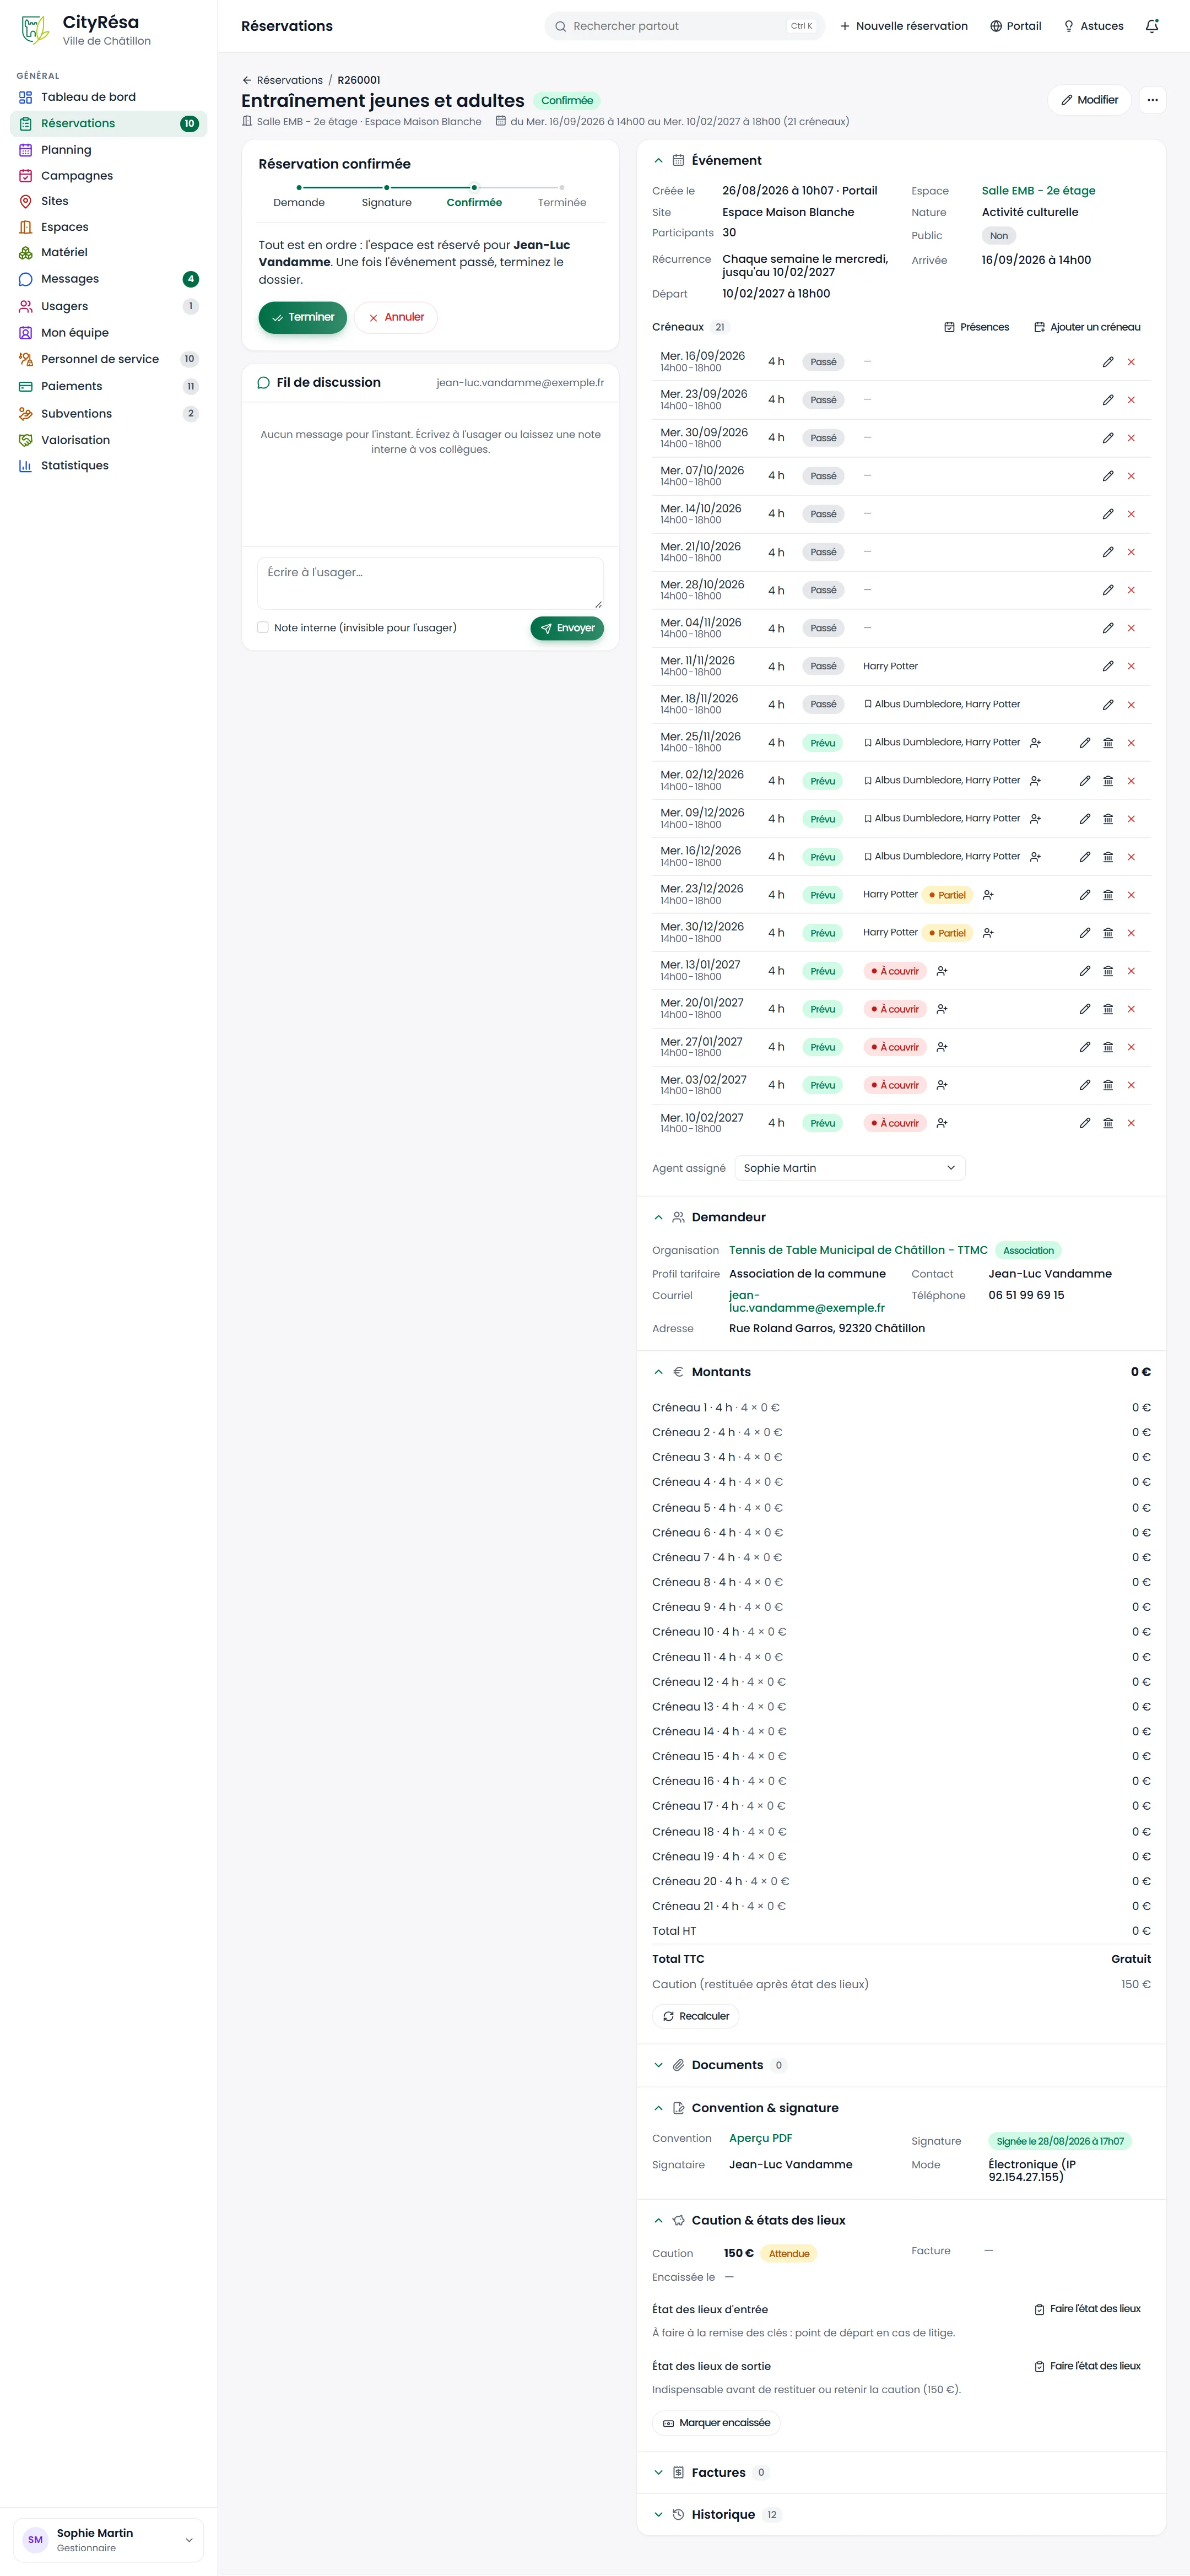 CityRésa
Ville de Châtillon
GÉNÉRAL
Tableau de bord
Réservations 10
Planning
Campagnes
Sites
Espaces
Matériel
Messages 4
Usagers 1
Mon équipe
Personnel de service 10
Paiements 11
Subventions 2
Valorisation
Statistiques
SM Sophie Martin
Gestionnaire
Réservations
Rechercher partout Ctrl K
Nouvelle réservation
Portail
Astuces
Réservations / R260001
Entraînement jeunes et adultes Confirmée
Salle EMB - 2e étage · Espace Maison Blanche du Mer. 16/09/2026 à 14h00 au Mer. 10/02/2027 à 18h00 (21 créneaux)
Modifier
Réservation confirmée
Demande Signature Confirmée Terminée
Tout est en ordre : l'espace est réservé pour Jean-Luc
Vandamme. Une fois l'événement passé, terminez le
dossier.
Terminer Annuler
Fil de discussion jean-luc.vandamme@exemple.fr
Aucun message pour l'instant. Écrivez à l'usager ou laissez une note
interne à vos collègues.
Écrire à l'usager...
Note interne (invisible pour l'usager) Envoyer
Événement
Créée le 26/08/2026 à 10h07 · Portail Espace Salle EMB - 2e étage
Site Espace Maison Blanche Nature Activité culturelle
Participants 30 Public Non
Récurrence Chaque semaine le mercredi, Arrivée 16/09/2026 à 14h00
jusqu'au 10/02/2027
Départ 10/02/2027 à 18h00
Créneaux 21 Présences Ajouter un créneau
Mer. 16/09/2026 4 h Passé —
14h00-18h00
Mer. 23/09/2026 4 h Passé —
14h00-18h00
Mer. 30/09/2026 4 h Passé —
14h00-18h00
Mer. 07/10/2026 4 h Passé —
14h00-18h00
Mer. 14/10/2026 4 h Passé —
14h00-18h00
Mer. 21/10/2026 4 h Passé —
14h00-18h00
Mer. 28/10/2026 4 h Passé —
14h00-18h00
Mer. 04/11/2026 4 h Passé —
14h00-18h00
Mer. 11/11/2026 4 h Passé Harry Potter
14h00-18h00
Mer. 18/11/2026 4 h Passé Albus Dumbledore, Harry Potter
14h00-18h00
Mer. 25/11/2026 4 h Prévu Albus Dumbledore, Harry Potter
14h00-18h00
Mer. 02/12/2026 4 h Prévu Albus Dumbledore, Harry Potter
14h00-18h00
Mer. 09/12/2026 4 h Prévu Albus Dumbledore, Harry Potter
14h00-18h00
Mer. 16/12/2026 4 h Prévu Albus Dumbledore, Harry Potter
14h00-18h00
Mer. 23/12/2026 4 h Prévu Harry Potter Partiel
14h00-18h00
Mer. 30/12/2026 4 h Prévu Harry Potter Partiel
14h00-18h00
Mer. 13/01/2027 4 h Prévu À couvrir
14h00-18h00
Mer. 20/01/2027 4 h Prévu À couvrir
14h00-18h00
Mer. 27/01/2027 4 h Prévu À couvrir
14h00-18h00
Mer. 03/02/2027 4 h Prévu À couvrir
14h00-18h00
Mer. 10/02/2027 4 h Prévu À couvrir
14h00-18h00
Agent assigné Sophie Martin
Demandeur
Organisation Tennis de Table Municipal de Châtillon - TTMC Association
Profil tarifaire Association de la commune Contact Jean-Luc Vandamme
Courriel jean- Téléphone 06 51 99 69 15
luc.vandamme@exemple.fr
Adresse Rue Roland Garros, 92320 Châtillon
Montants 0 €
Créneau 1 · 4 h · 4 × 0 € 0 €
Créneau 2 · 4 h · 4 × 0 € 0 €
Créneau 3 · 4 h · 4 × 0 € 0 €
Créneau 4 · 4 h · 4 × 0 € 0 €
Créneau 5 · 4 h · 4 × 0 € 0 €
Créneau 6 · 4 h · 4 × 0 € 0 €
Créneau 7 · 4 h · 4 × 0 € 0 €
Créneau 8 · 4 h · 4 × 0 € 0 €
Créneau 9 · 4 h · 4 × 0 € 0 €
Créneau 10 · 4 h · 4 × 0 € 0 €
Créneau 11 · 4 h · 4 × 0 € 0 €
Créneau 12 · 4 h · 4 × 0 € 0 €
Créneau 13 · 4 h · 4 × 0 € 0 €
Créneau 14 · 4 h · 4 × 0 € 0 €
Créneau 15 · 4 h · 4 × 0 € 0 €
Créneau 16 · 4 h · 4 × 0 € 0 €
Créneau 17 · 4 h · 4 × 0 € 0 €
Créneau 18 · 4 h · 4 × 0 € 0 €
Créneau 19 · 4 h · 4 × 0 € 0 €
Créneau 20 · 4 h · 4 × 0 € 0 €
Créneau 21 · 4 h · 4 × 0 € 0 €
Total HT 0 €
Total TTC Gratuit
Caution (restituée après état des lieux) 150 €
Recalculer
Documents 0
Convention & signature
Convention Aperçu PDF Signature Signée le 28/08/2026 à 17h07
Signataire Jean-Luc Vandamme Mode Électronique (IP
92.154.27.155)
Caution & états des lieux
Caution 150 € Attendue Facture —
Encaissée le —
État des lieux d'entrée Faire l'état des lieux
À faire à la remise des clés : point de départ en cas de litige.
État des lieux de sortie Faire l'état des lieux
Indispensable avant de restituer ou retenir la caution (150 €).
Marquer encaissée
Factures 0
Historique 12